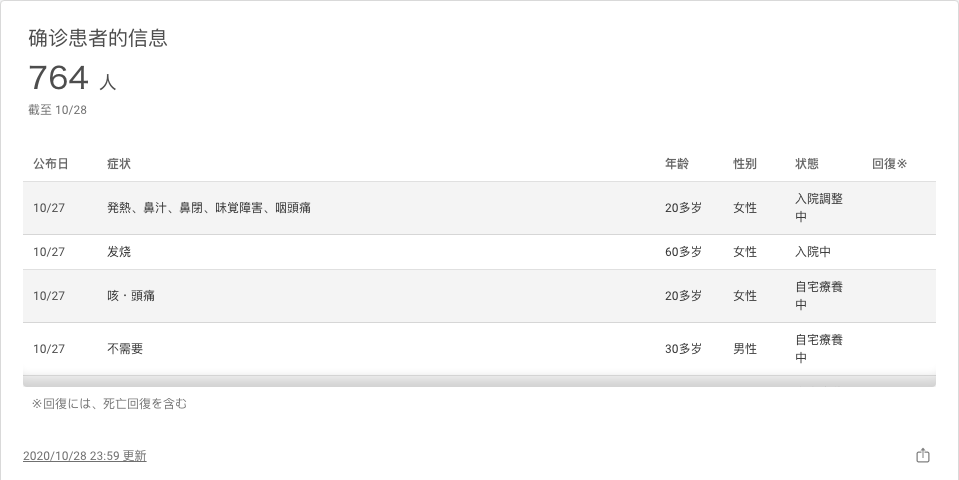 确诊患者的信息
764 人
截至 10/28
公布日 症状 年龄 性别 状態 回復※
10/27 発熱、鼻汁、鼻閉、味覚障害、咽頭痛 20多岁 女性 入院調整
中
10/27 发烧 60多岁 女性 入院中
10/27 咳・頭痛 20多岁 女性 自宅療養
中
10/27 不需要 30多岁 男性 自宅療養
中
※回復には、死亡回復を含む
2020/10/28 23:59 更新